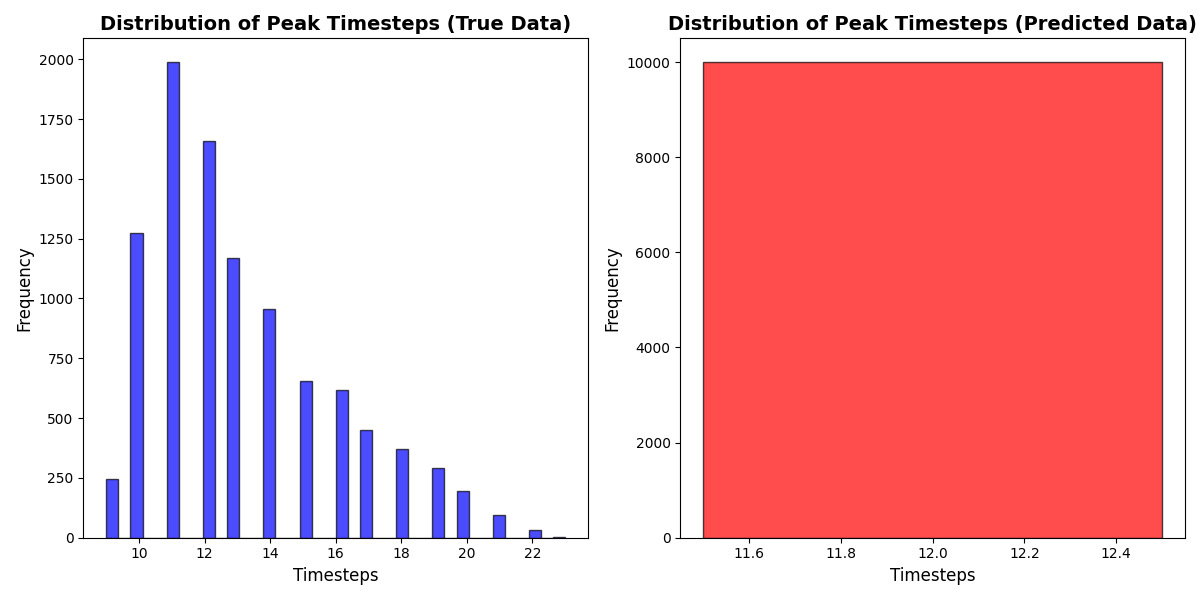 Distribution of Peak Timesteps (True Data)
2000
1750
1500
1250
1000
750
500
250
0
Frequency
10 12 14 16 18 20 22
Timesteps
Distribution of Peak Timesteps (Predicted Data)
10000
8000
6000
4000
2000
0
Frequency
11.6 11.8 12.0 12.2 12.4
Timesteps